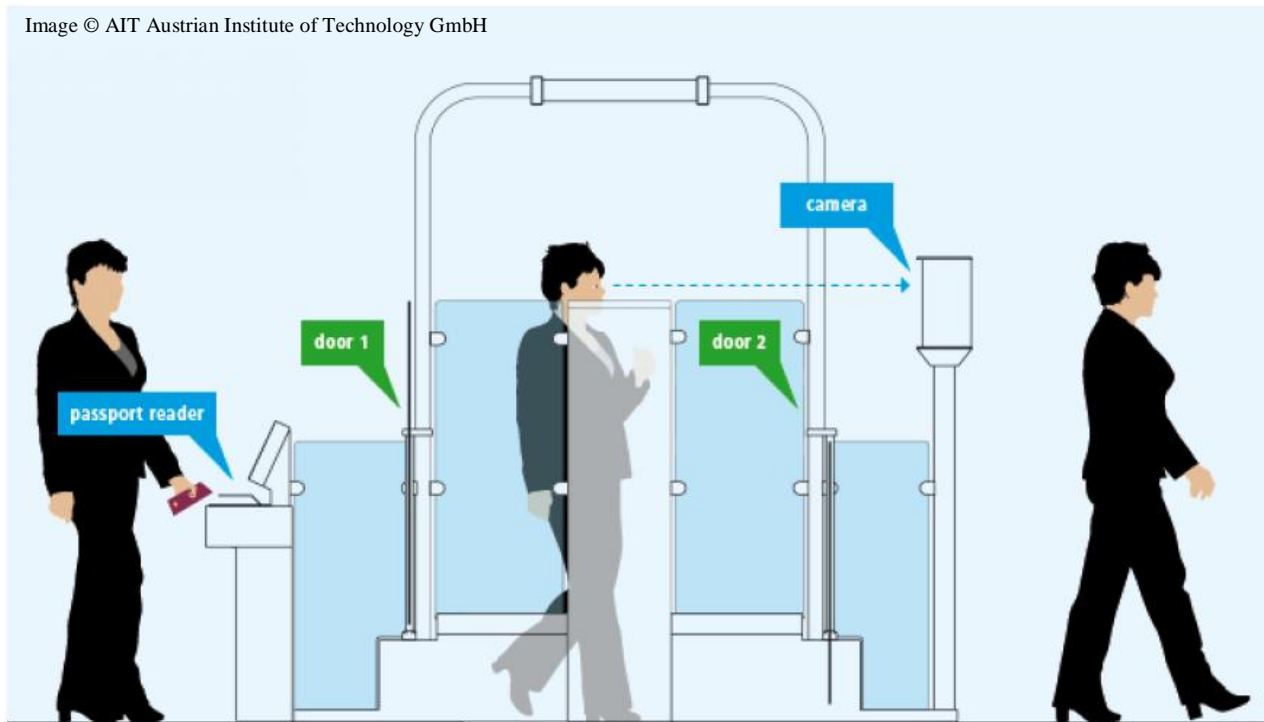 Image © AIT Austrian Institute of Technology GmbH
camera
door 1
door 2
passport reader